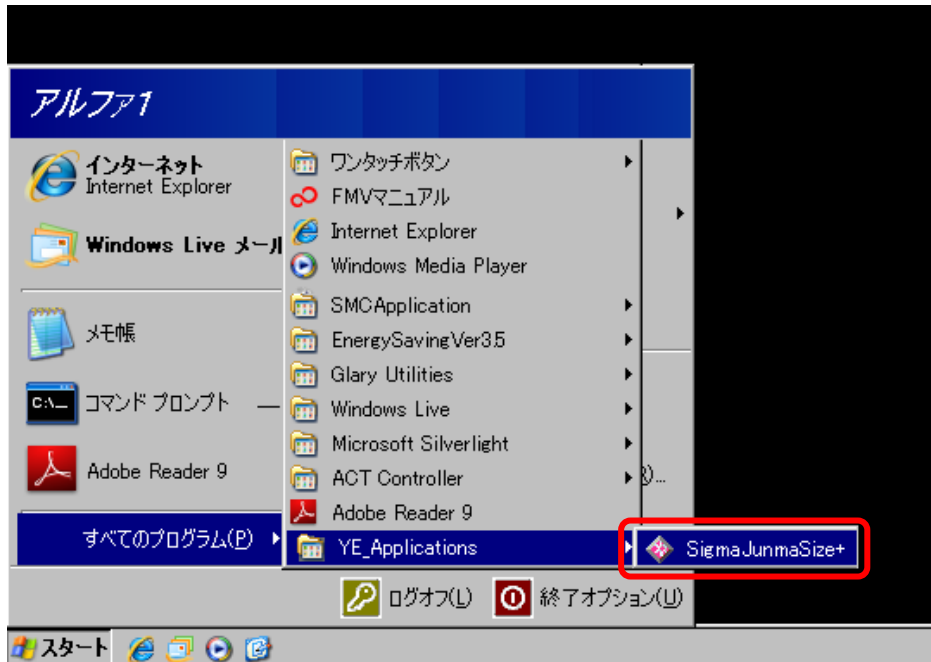 アルファ1
インターネット
Internet Explorer
Windows Live メール
メモ帳
C:\_
コマンド プロンプト
Adobe Reader 9
すべてのプログラム(P)
ワンタッチボタン
FMVマニュアル
Internet Explorer
Windows Media Player
SMCApplication
EnergySavingVer3.5
Glary Utilities
Windows Live
Microsoft Silverlight
ACT Controller
Adobe Reader 9
YE_Applications
SigmaJunmaSize+
ログオフ(L)
終了オプション(U)
スタート